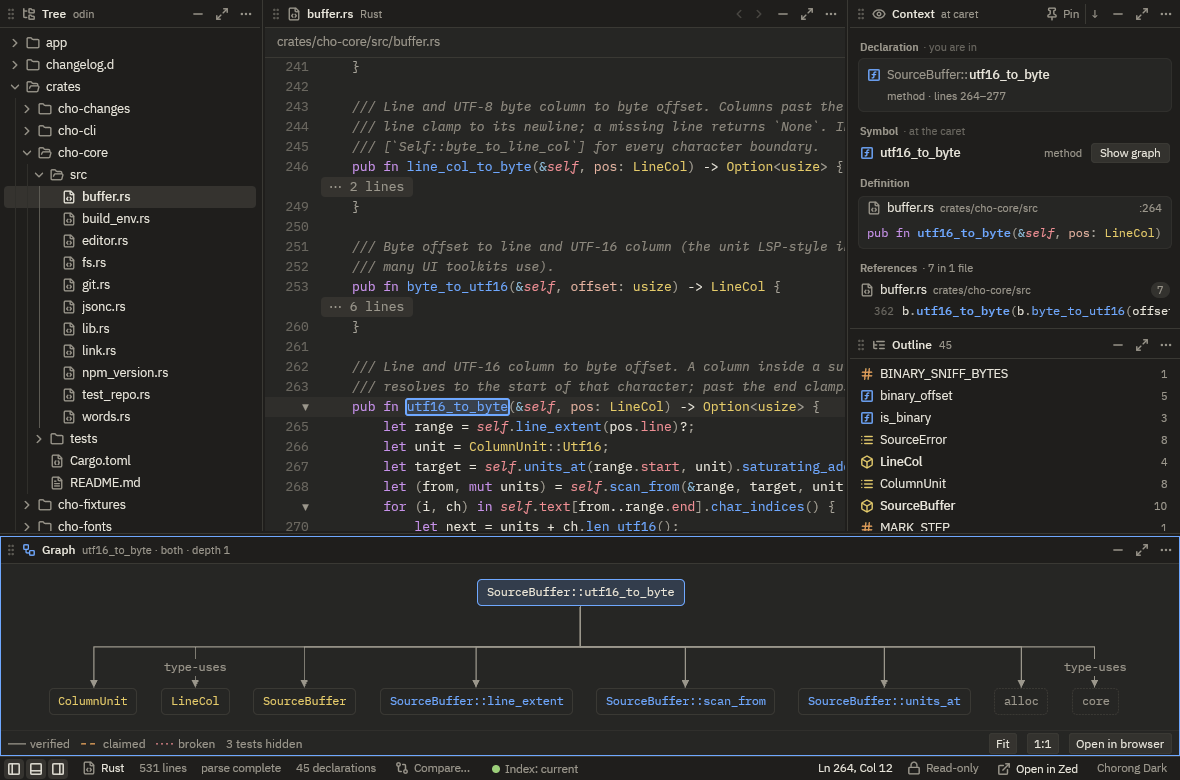 Tree odin
app
changelog.d
crates
cho-changes
cho-cli
cho-core
src
buffer.rs
build_env.rs
editor.rs
fs.rs
git.rs
jsonc.rs
lib.rs
link.rs
npm_version.rs
test_repo.rs
words.rs
tests
Cargo.toml
README.md
cho-fixtures
cho-fonts
buffer.rs Rust
crates/cho-core/src/buffer.rs
241 }
242
243 /// Line and UTF-8 byte column to byte offset. Columns past the
244 /// line clamp to its newline; a missing line returns `None`. I
245 /// [`Self::byte_to_line_col`] for every character boundary.
246 pub fn line_col_to_byte(&self, pos: LineCol) -> Option<usize> {
··· 2 lines
249 }
250
251 /// Byte offset to line and UTF-16 column (the unit LSP-style i
252 /// many UI toolkits use).
253 pub fn byte_to_utf16(&self, offset: usize) -> LineCol {
··· 6 lines
260 }
261
262 /// Line and UTF-16 column to byte offset. A column inside a su
263 /// resolves to the start of that character; past the end clamp
▼ pub fn utf16_to_byte(&self, pos: LineCol) -> Option<usize> {
265 let range = self.line_extent(pos.line)?;
266 let unit = ColumnUnit::Utf16;
267 let target = self.units_at(range.start, unit).saturating_ad
268 let (from, mut units) = self.scan_from(&range, target, unit
▼ for (i, ch) in self.text[from..range.end].char_indices() {
270 let next = units + ch.len_utf16();
Context at caret Pin ↓
Declaration · you are in
SourceBuffer::utf16_to_byte
method · lines 264–277
Symbol · at the caret
utf16_to_byte method Show graph
Definition
buffer.rs crates/cho-core/src :264
pub fn utf16_to_byte(&self, pos: LineCol)
References · 7 in 1 file
buffer.rs crates/cho-core/src 7
362 b.utf16_to_byte(b.byte_to_utf16(offse
Outline 45
BINARY_SNIFF_BYTES 1
binary_offset 5
is_binary 3
SourceError 8
LineCol 4
ColumnUnit 8
SourceBuffer 10
MARK_STEP 1
Graph utf16_to_byte · both · depth 1
SourceBuffer::utf16_to_byte
type-uses type-uses
ColumnUnit LineCol SourceBuffer SourceBuffer::line_extent SourceBuffer::scan_from SourceBuffer::units_at alloc core
verified claimed broken 3 tests hidden Fit 1:1 Open in browser
Rust 531 lines parse complete 45 declarations Compare... Index: current Ln 264, Col 12 Read-only Open in Zed Chorong Dark